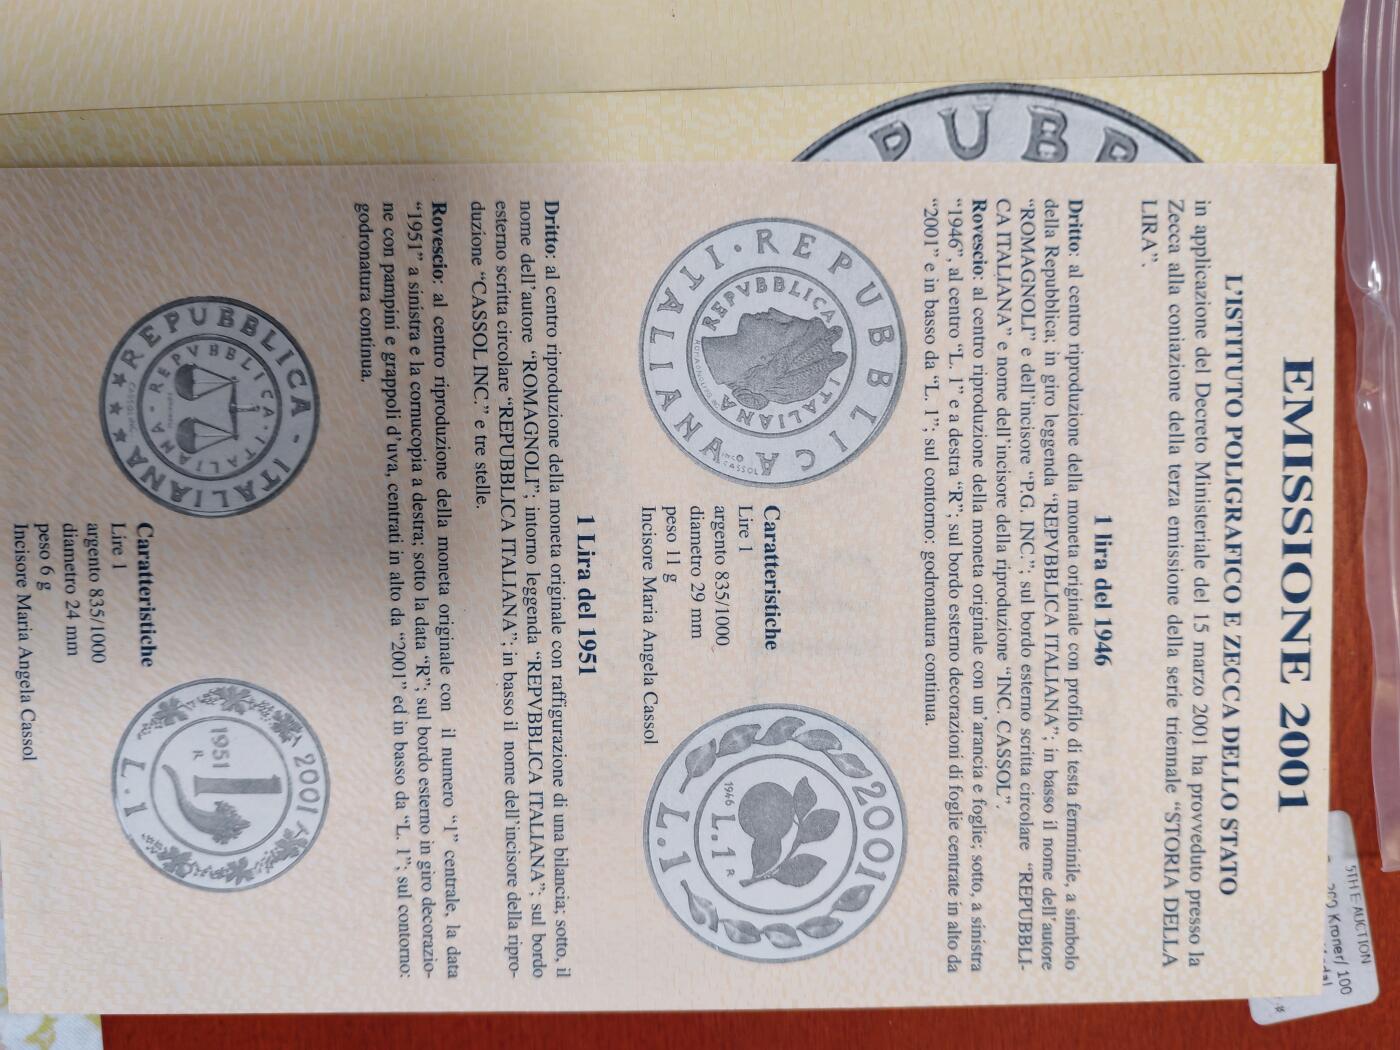 EMISSIONE 2001
L'ISTITUTO POLIGRAFICO E ZECCA DELLO STATO
in applicazione del Decreto Ministeriale del 15 marzo 2001 ha provveduto presso la
Zecca alla coniazione della terza emissione della serie triennale “STORIA DELLA
LIRA”.
1 lira del 1946
Dritto: al centro riproduzione della moneta originale con profilo di testa femminile, a simbolo
della Repubblica; in giro leggenda “REPVBBLICA ITALIANA”; in basso il nome dell'autore
“ROMAGNOLI” e dell'incisore “P.G. INC.”; sul bordo esterno scritta circolare “REPUBBLI-
CA ITALIANA” e nome dell'incisore della riproduzione “INC. CASSOL”.
Rovescio: al centro riproduzione della moneta originale con un'arancia e foglie; sotto, a sinistra
“1946”, al centro “L. 1” e a destra “R”; sul bordo esterno decorazioni di foglie centrate in alto da
“2001” e in basso da “L. 1”; sul contorno: godronatura continua.
REPUBBLICA ITALIANA
REPVBBLICA ITALIANA
INC. CASSOL
Caratteristiche
Lire 1
argento 835/1000
diametro 29 mm
peso 11 g
Incisore Maria Angela Cassol
2001
1946 L.1 R
L.1
1 Lira del 1951
Dritto: al centro riproduzione della moneta originale con raffigurazione di una bilancia; sotto, il
nome dell'autore “ROMAGNOLI”; intorno leggenda “REPVBBLICA ITALIANA”; sul bordo
esterno scritta circolare “REPUBBLICA ITALIANA”; in basso il nome dell'incisore della ripro-
duzione “CASSOL INC.” e tre stelle.
Rovescio: al centro riproduzione della moneta originale con il numero “1” centrale, la data
“1951” a sinistra e la cornucopia a destra; sotto la data “R”; sul bordo esterno in giro decorazio-
ne con pampini e grappoli d'uva, centrati in alto da “2001” ed in basso da “L. 1”; sul contorno:
godronatura continua.
REPUBBLICA - ITALIANA
REPVBBLICA · ITALIANA
CASSOL INC.
Caratteristiche
Lire 1
argento 835/1000
diametro 24 mm
peso 6 g
Incisore Maria Angela Cassol
2001
1951
R
L.1
PUBB
5TH E AUCTION
Kroner/ 100